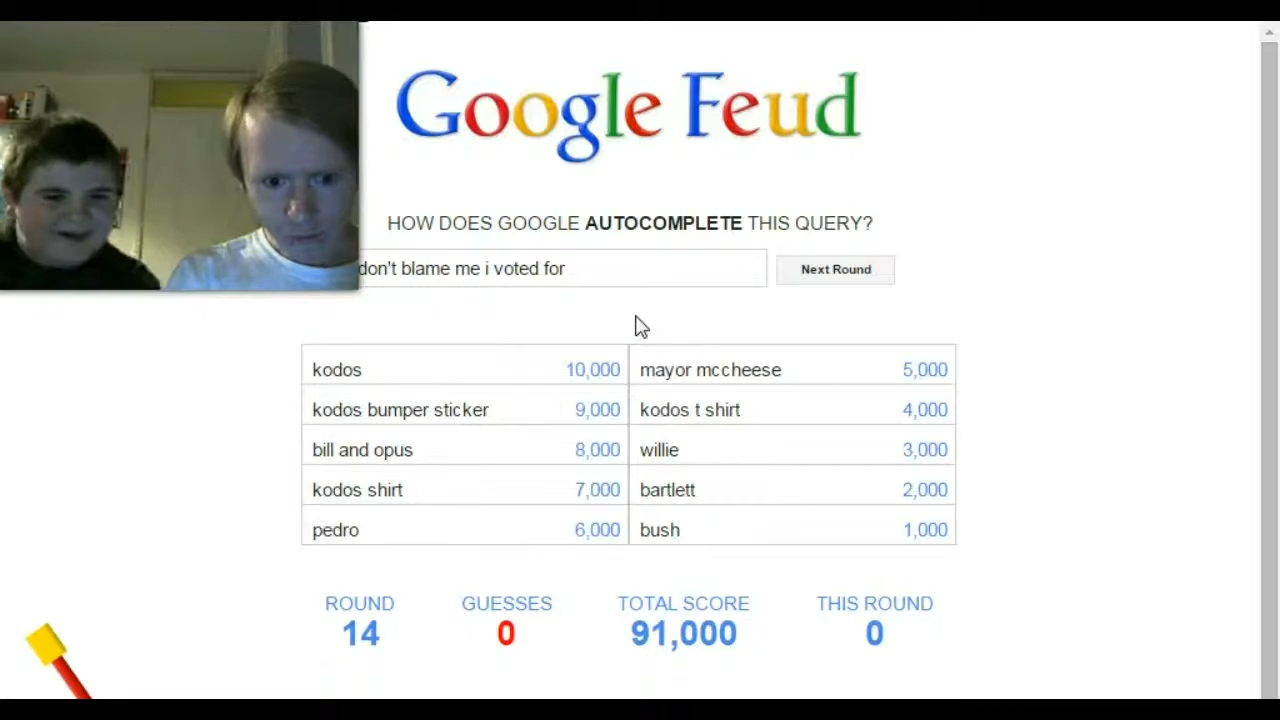 Google Feud
HOW DOES GOOGLE AUTOCOMPLETE THIS QUERY?
don't blame me i voted for
Next Round
kodos 10,000 mayor mccheese 5,000
kodos bumper sticker 9,000 kodos t shirt 4,000
bill and opus 8,000 willie 3,000
kodos shirt 7,000 bartlett 2,000
pedro 6,000 bush 1,000
ROUND GUESSES TOTAL SCORE THIS ROUND
14 0 91,000 0